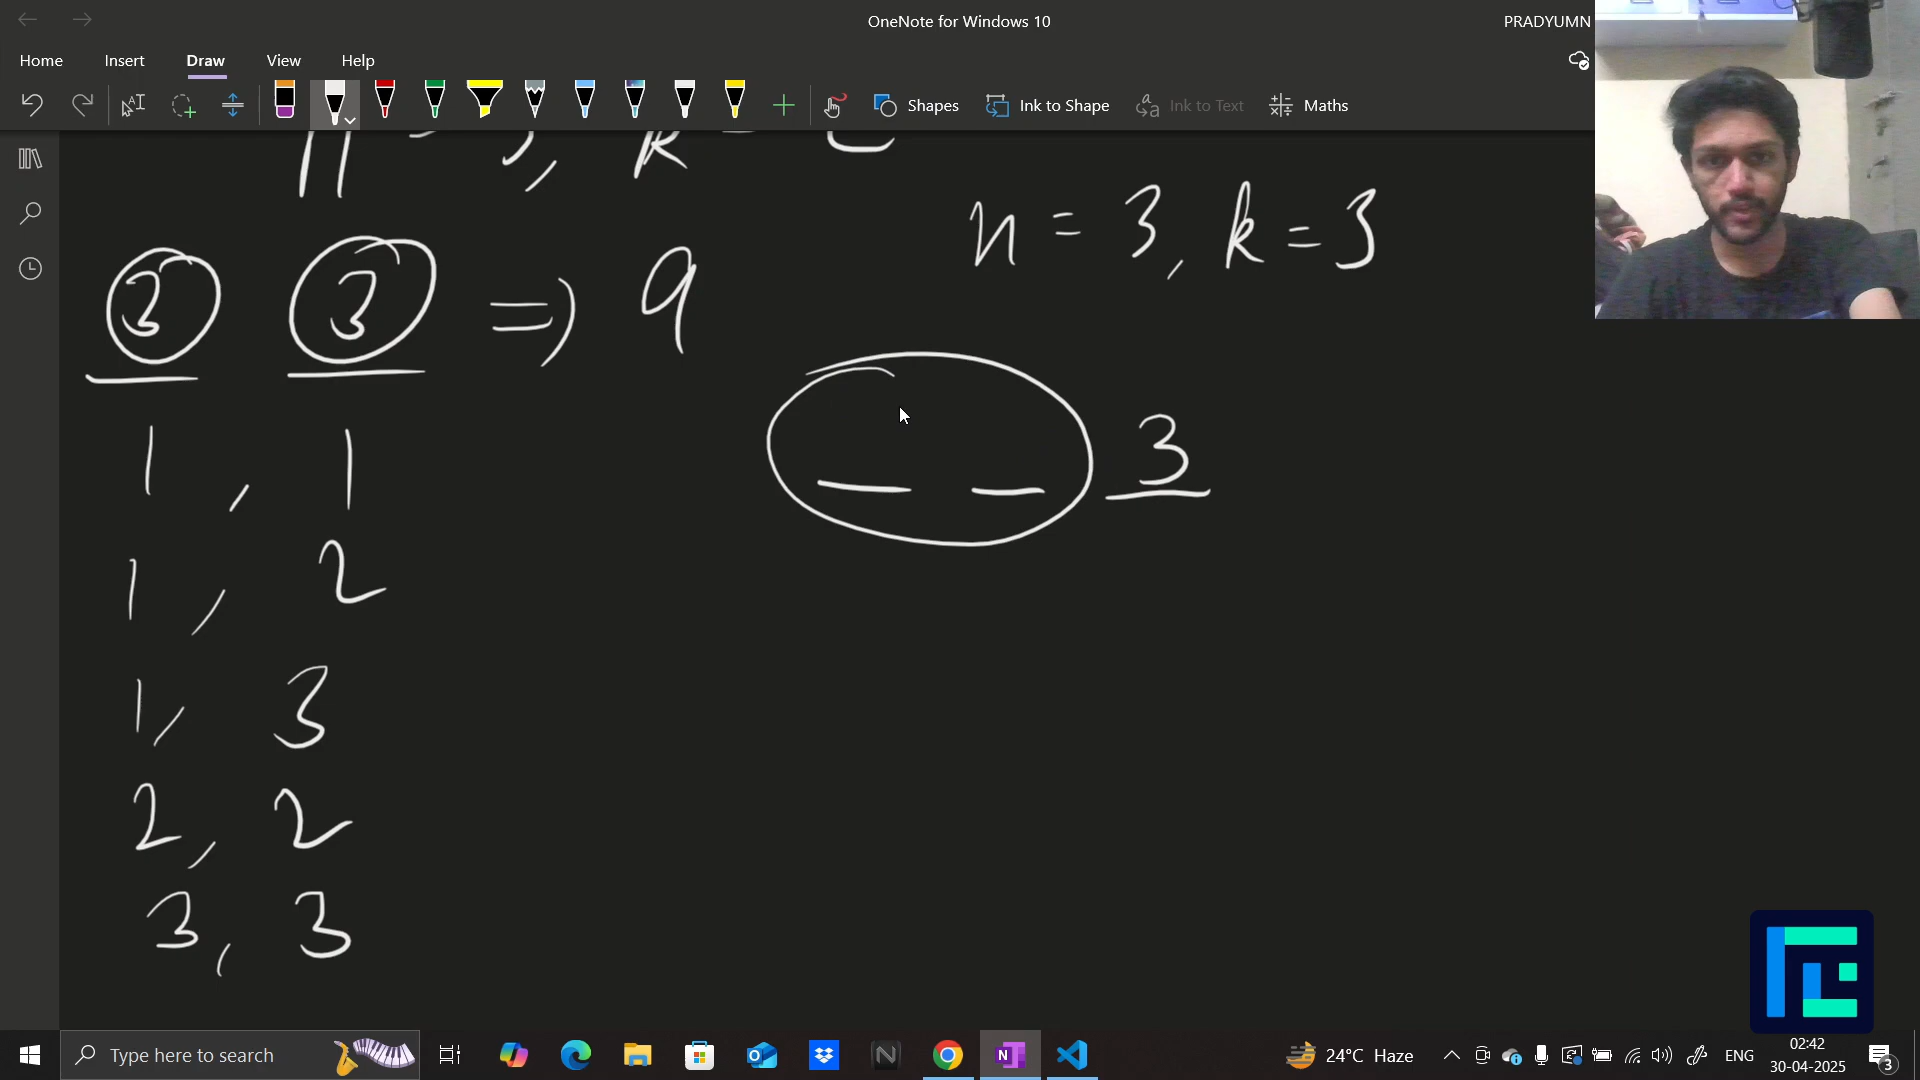 OneNote for Windows 10
PRADYUMN
Home Insert Draw View Help
Shapes Ink to Shape Ink to Text Maths
n = 3, k = 3
3 3 => 9
3
1, 1
1, 2
1, 3
2, 2
3, 3
Type here to search
24°C Haze
ENG
02:42
30-04-2025
3